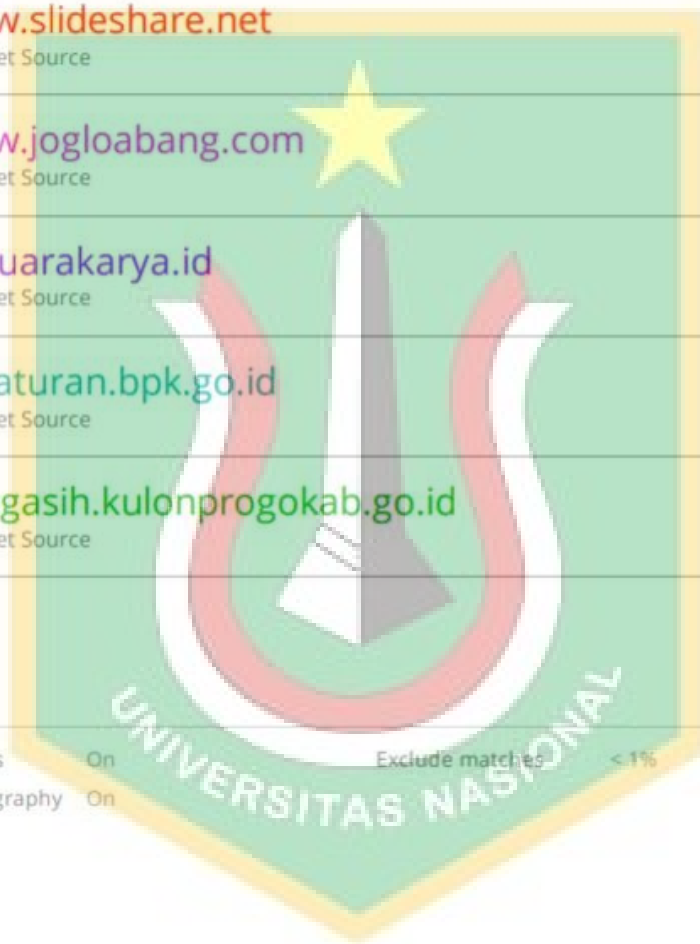 w.slideshare.net
et Source
w.jogloabang.com
et Source
uarakarya.id
et Source
aturan.bpk.go.id
et Source
gasih.kulonprogokab.go.id
et Source
s On Exclude matches < 1%
graphy On
UNIVERSITAS NASIONAL